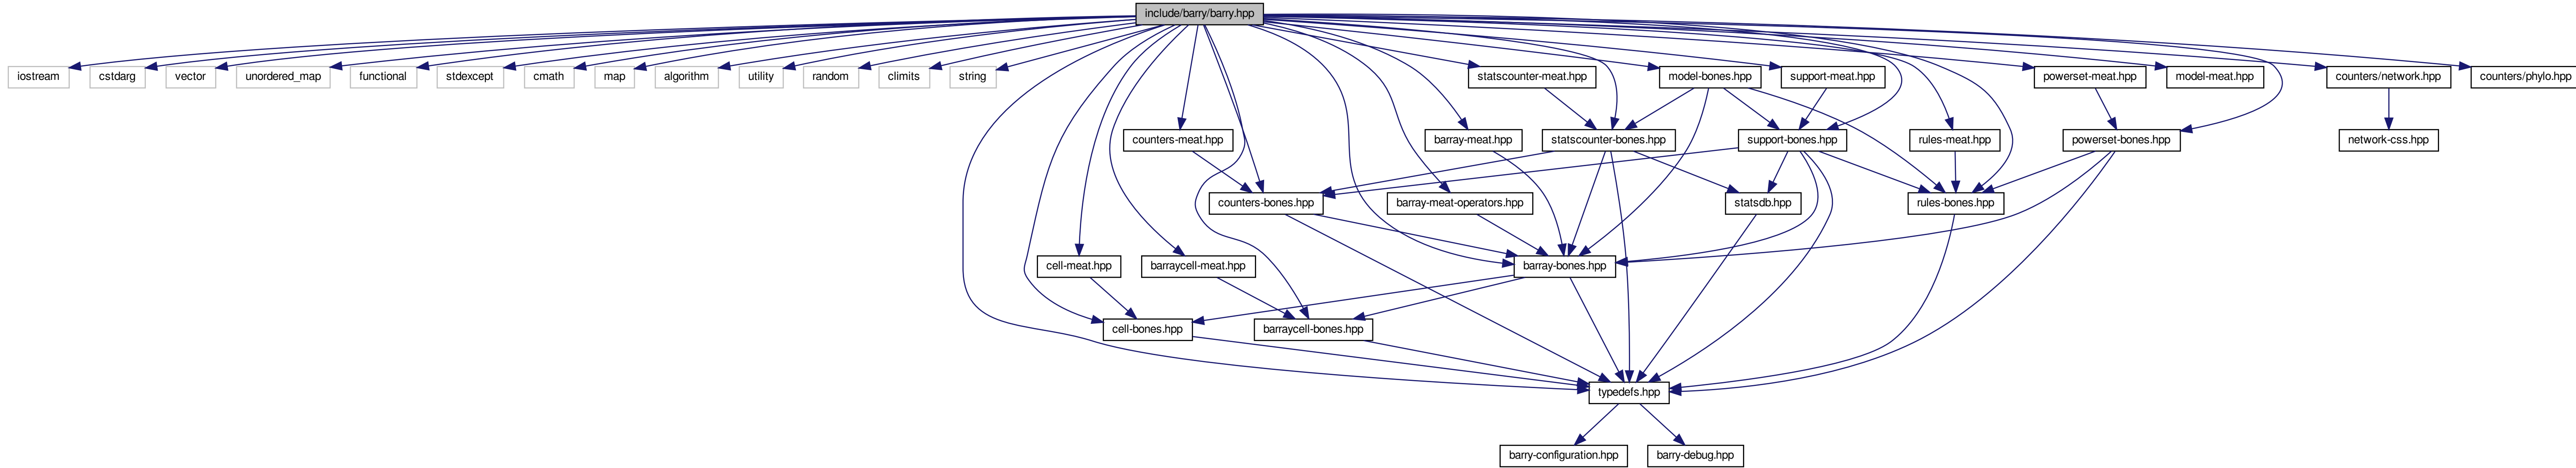 include/barry/barry.hpp
iostream
cstdarg
vector
unordered_map
functional
stdexcept
cmath
map
algorithm
utility
random
climits
string
statscounter-meat.hpp
model-bones.hpp
support-meat.hpp
powerset-meat.hpp
model-meat.hpp
counters/network.hpp
counters/phylo.hpp
counters-meat.hpp
barray-meat.hpp
statscounter-bones.hpp
support-bones.hpp
rules-meat.hpp
powerset-bones.hpp
network-css.hpp
counters-bones.hpp
barray-meat-operators.hpp
statsdb.hpp
rules-bones.hpp
cell-meat.hpp
barraycell-meat.hpp
barray-bones.hpp
cell-bones.hpp
barraycell-bones.hpp
typedefs.hpp
barry-configuration.hpp
barry-debug.hpp